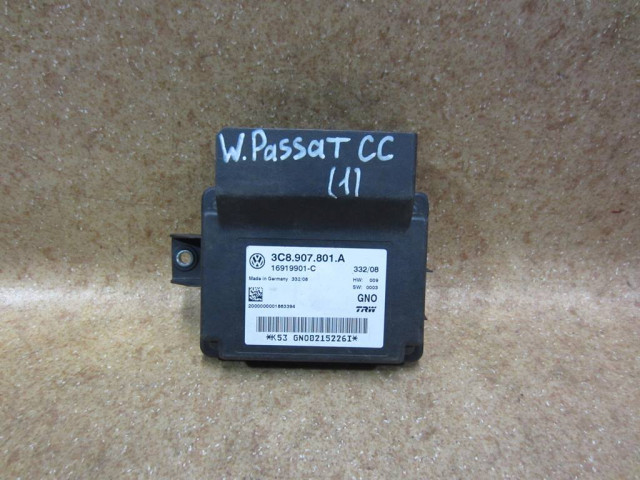 W.Passat CC
(1)
3C8.907.801.A
16919901-C 332/08
Made in Germany 332/08 HW: 009
SW: 0003
GNO
TRW
*K53 GN0D215226I*